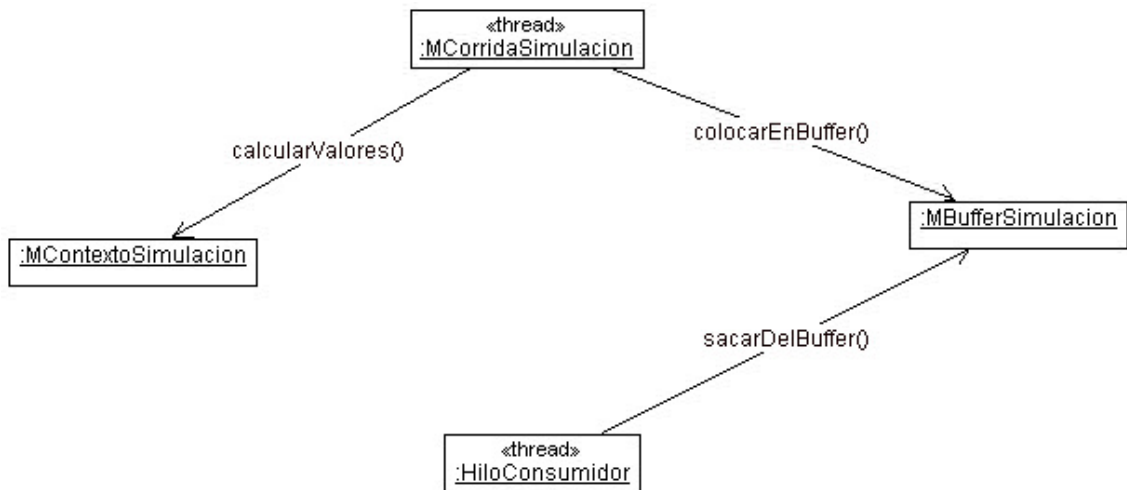 «thread»
:MCorridaSimulacion
colocarEnBuffer()
calcularValores()
:MBufferSimulacion
:MContextoSimulacion
sacarDelBuffer()
«thread»
:HiloConsumidor